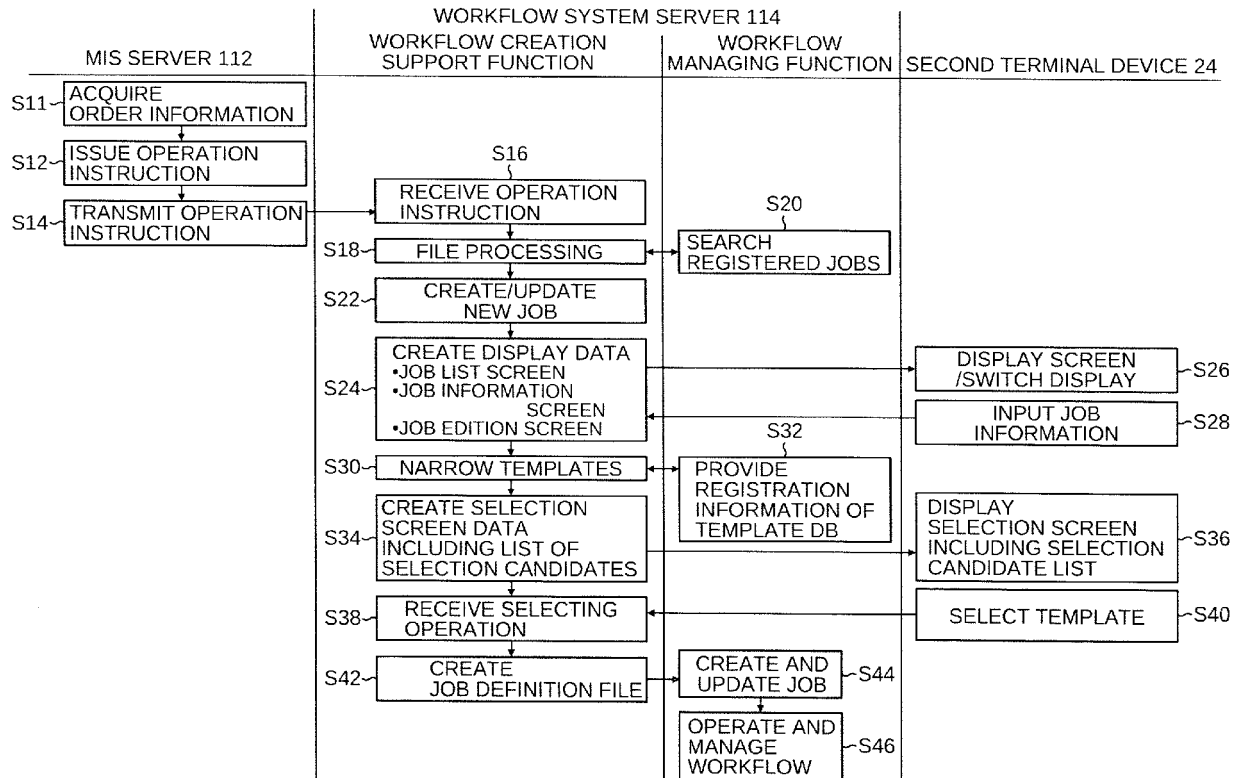 WORKFLOW SYSTEM SERVER 114
MIS SERVER 112
WORKFLOW CREATION
SUPPORT FUNCTION
WORKFLOW
MANAGING FUNCTION
SECOND TERMINAL DEVICE 24
S11
ACQUIRE
ORDER INFORMATION
S12
ISSUE OPERATION
INSTRUCTION
S14
TRANSMIT OPERATION
INSTRUCTION
S16
RECEIVE OPERATION
INSTRUCTION
S18
FILE PROCESSING
S20
SEARCH
REGISTERED JOBS
S22
CREATE/UPDATE
NEW JOB
S24
CREATE DISPLAY DATA
•JOB LIST SCREEN
•JOB INFORMATION
SCREEN
•JOB EDITION SCREEN
DISPLAY SCREEN
/SWITCH DISPLAY
S26
INPUT JOB
INFORMATION
S28
S30
NARROW TEMPLATES
S32
PROVIDE
REGISTRATION
INFORMATION OF
TEMPLATE DB
S34
CREATE SELECTION
SCREEN DATA
INCLUDING LIST OF
SELECTION CANDIDATES
DISPLAY
SELECTION SCREEN
INCLUDING SELECTION
CANDIDATE LIST
S36
S38
RECEIVE SELECTING
OPERATION
SELECT TEMPLATE
S40
S42
CREATE
JOB DEFINITION FILE
CREATE AND
UPDATE JOB
S44
OPERATE AND
MANAGE
WORKFLOW
S46